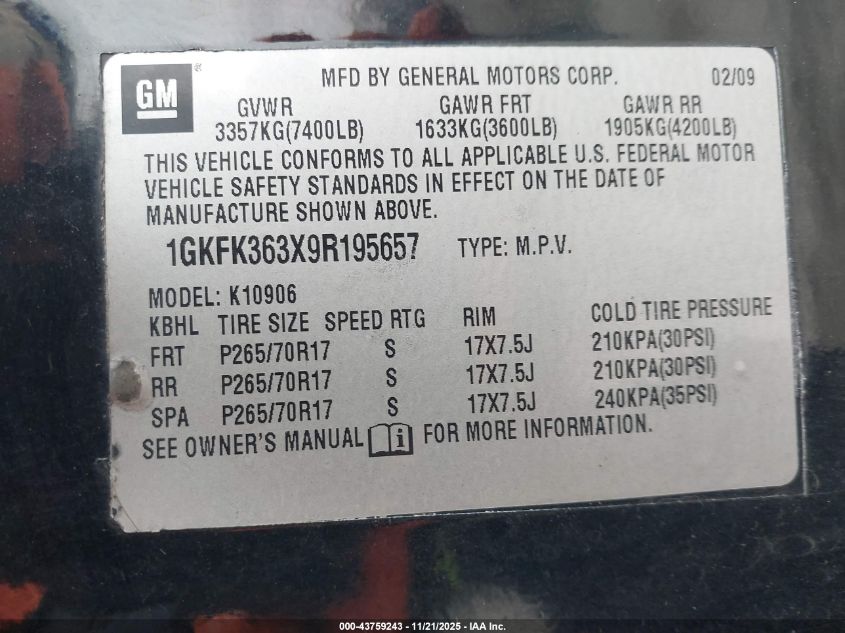 GM ® MFD BY GENERAL MOTORS CORP. 02/09
GVWR GAWR FRT GAWR RR
3357KG(7400LB) 1633KG(3600LB) 1905KG(4200LB)
THIS VEHICLE CONFORMS TO ALL APPLICABLE U.S. FEDERAL MOTOR
VEHICLE SAFETY STANDARDS IN EFFECT ON THE DATE OF
MANUFACTURE SHOWN ABOVE.
1GKFK363X9R195657 TYPE: M.P.V.
MODEL: K10906
KBHL TIRE SIZE SPEED RTG RIM COLD TIRE PRESSURE
FRT P265/70R17 S 17X7.5J 210KPA(30PSI)
RR P265/70R17 S 17X7.5J 210KPA(30PSI)
SPA P265/70R17 S 17X7.5J 240KPA(35PSI)
SEE OWNER'S MANUAL i FOR MORE INFORMATION.
000-43759243 - 11/21/2025 - IAA Inc.